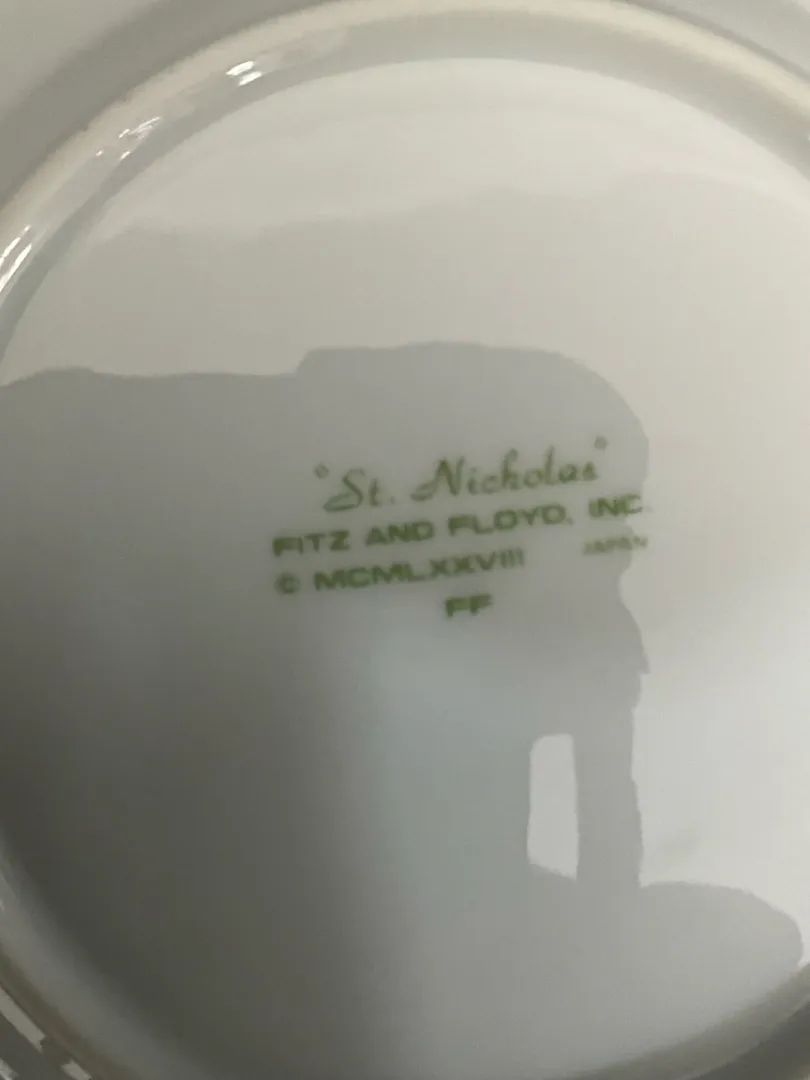 "St. Nicholas"
FITZ AND FLOYD, INC.
© MCMLXXVIII JAPAN
FF